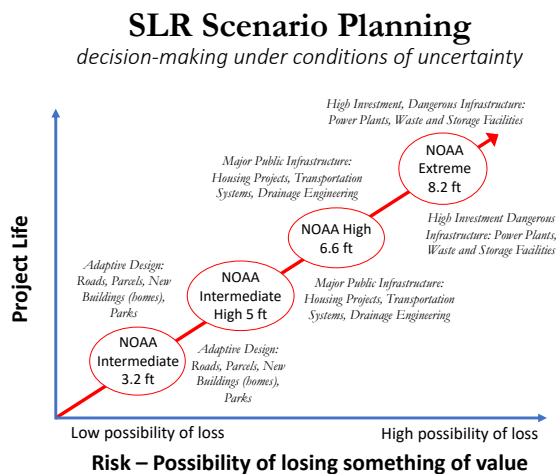 SLR Scenario Planning
decision-making under conditions of uncertainty
High Investment, Dangerous Infrastructure:
Power Plants, Waste and Storage Facilities
NOAA
Extreme
8.2 ft
Major Public Infrastructure:
Housing Projects, Transportation
Systems, Drainage Engineering
NOAA High
6.6 ft
High Investment Dangerous
Infrastructure: Power Plants,
Waste and Storage Facilities
Adaptive Design:
Roads, Parcels, New
Buildings (homes),
Parks
NOAA
Intermediate
High 5 ft
Major Public Infrastructure:
Housing Projects, Transportation
Systems, Drainage Engineering
NOAA
Intermediate
3.2 ft
Adaptive Design:
Roads, Parcels, New
Buildings (homes),
Parks
Project Life
Low possibility of loss
High possibility of loss
Risk – Possibility of losing something of value